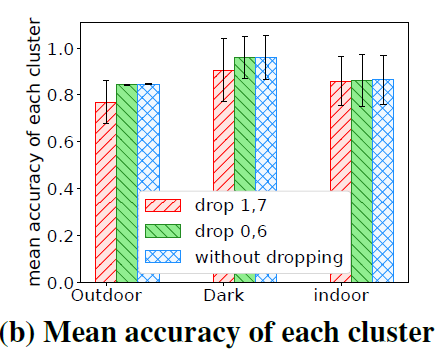 mean accuracy of each cluster
1.0
0.8
0.6
0.4
0.2
0.0
drop 1,7
drop 0,6
without dropping
Outdoor Dark indoor
(b) Mean accuracy of each cluster